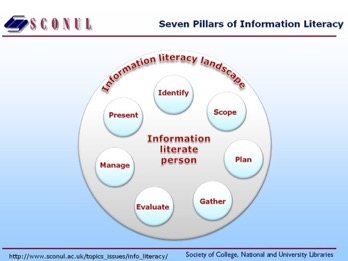 SCONUL
Seven Pillars of Information Literacy
Information literacy landscape
Identify
Scope
Plan
Gather
Evaluate
Manage
Present
Information
literate
person
http://www.sconul.ac.uk/topics_issues/info_literacy/
Society of College, National and University Libraries